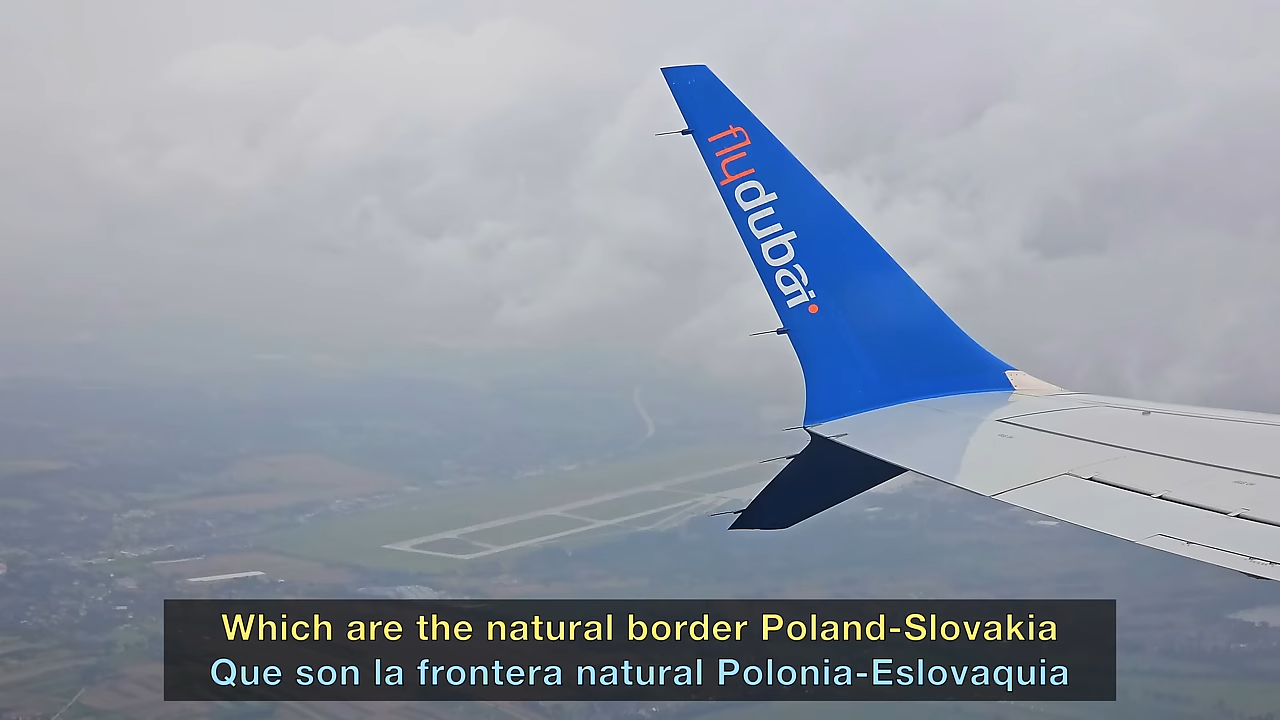 flydubai
Which are the natural border Poland-Slovakia
Que son la frontera natural Polonia-Eslovaquia